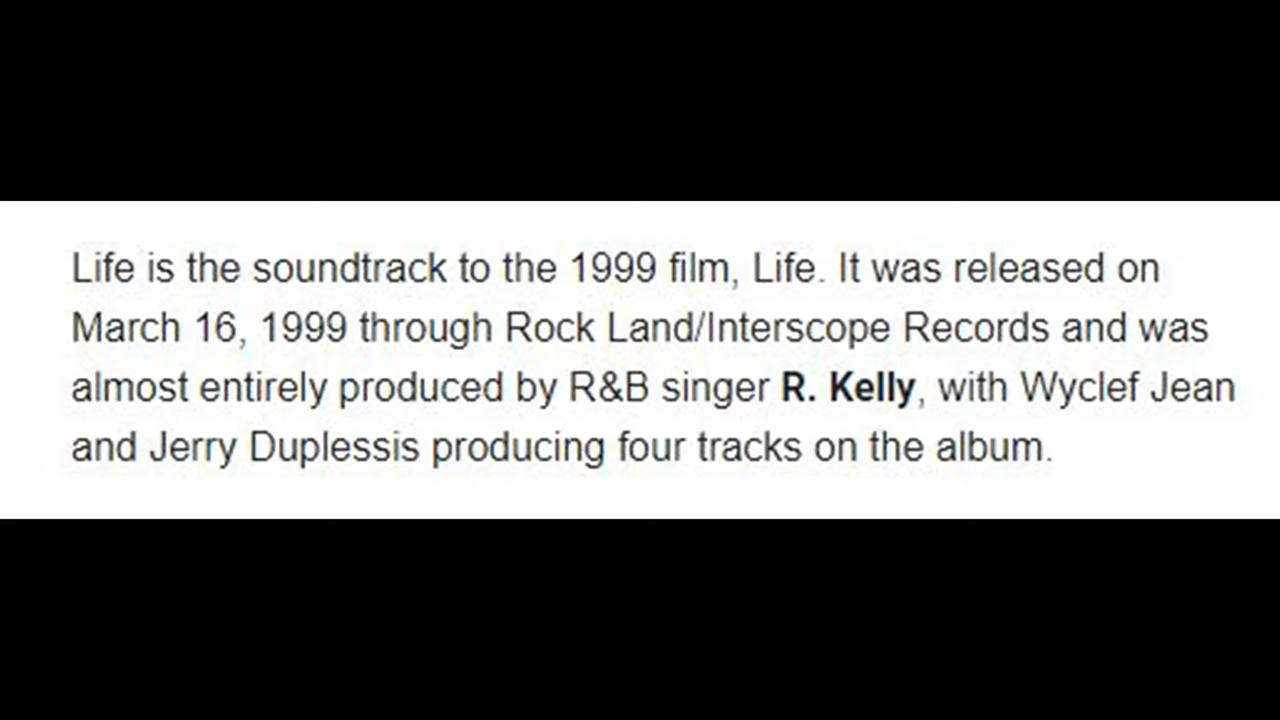 Life is the soundtrack to the 1999 film, Life. It was released on
March 16, 1999 through Rock Land/Interscope Records and was
almost entirely produced by R&B singer R. Kelly, with Wyclef Jean
and Jerry Duplessis producing four tracks on the album.